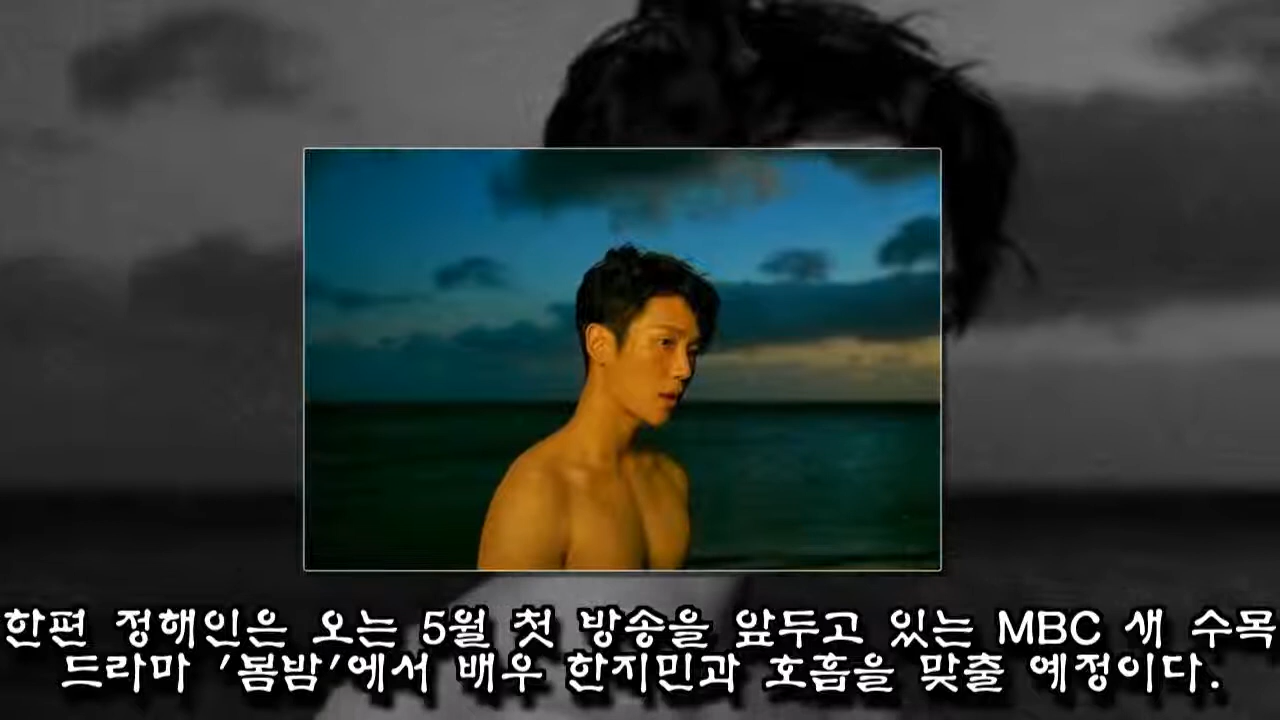 한편 정해인은 오는 5월 첫 방송을 앞두고 있는 MBC 새 수목
드라마 '봄밤'에서 배우 한지민과 호흡을 맞출 예정이다.